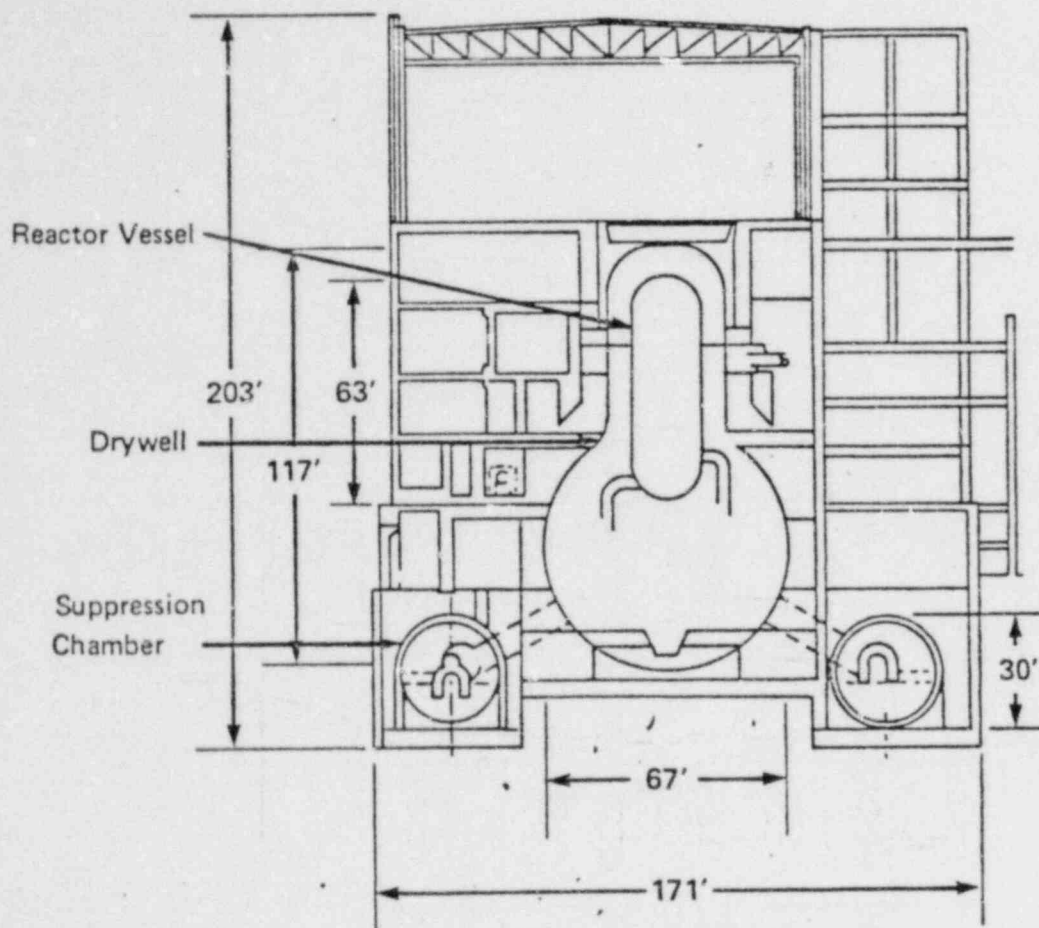 Reactor Vessel
203'
63'
Drywell
117'
Suppression
Chamber
30'
67'
171'